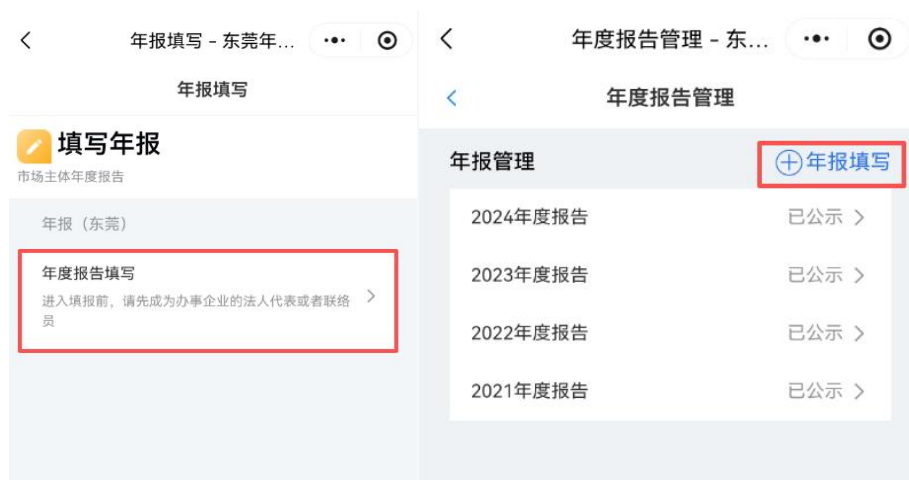 年报填写 – 东莞年...
年报填写
填写年报
市场主体年度报告
年报（东莞）
年度报告填写
进入填报前，请先成为办事企业的法人代表或者联络
员
年度报告管理 – 东...
年度报告管理
年报管理
年报填写
2024年度报告 已公示
2023年度报告 已公示
2022年度报告 已公示
2021年度报告 已公示